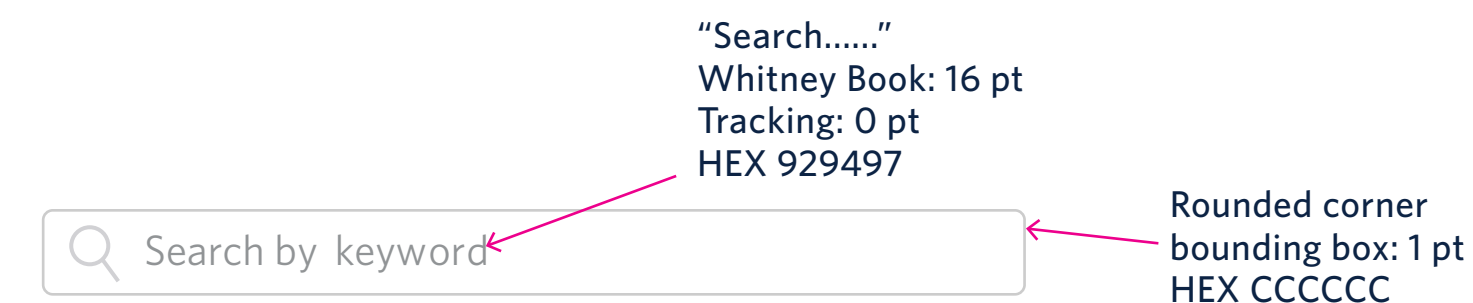 “Search......”
Whitney Book: 16 pt
Tracking: 0 pt
HEX 929497
Search by keyword
Rounded corner
bounding box: 1 pt
HEX CCCCCC